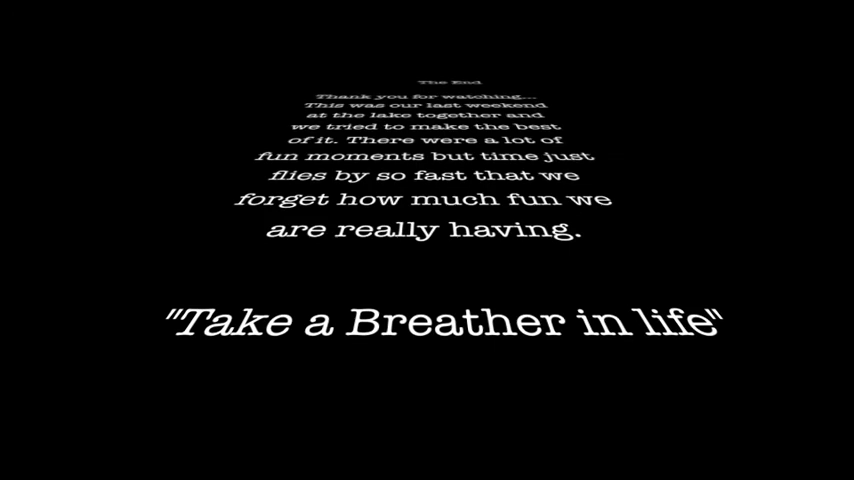 The End
Thank you for watching...
This was our last weekend
at the lake together and
we tried to make the best
of it. There were a lot of
fun moments but time just
flies by so fast that we
forget how much fun we
are really having.
"Take a Breather in life"